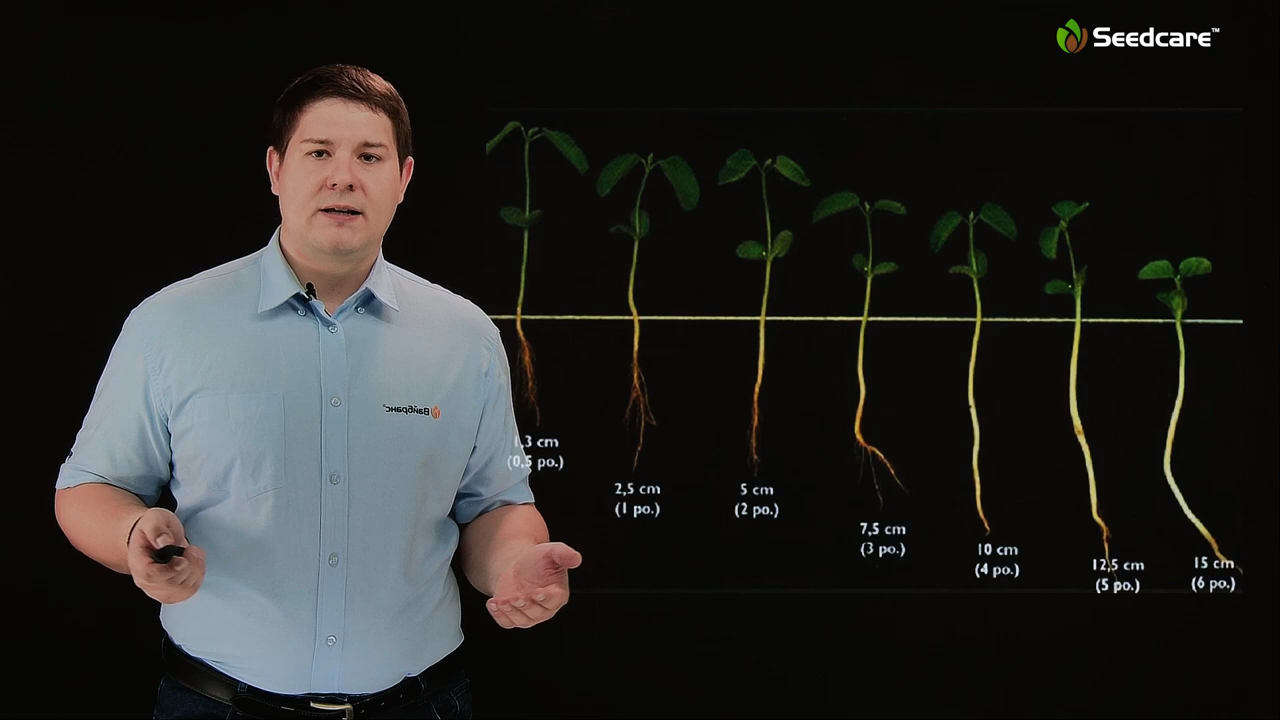 Seedcare™
Вайбранс®
1,3 cm
(0,5 po.)
2,5 cm
(1 po.)
5 cm
(2 po.)
7,5 cm
(3 po.)
10 cm
(4 po.)
12,5 cm
(5 po.)
15 cm
(6 po.)